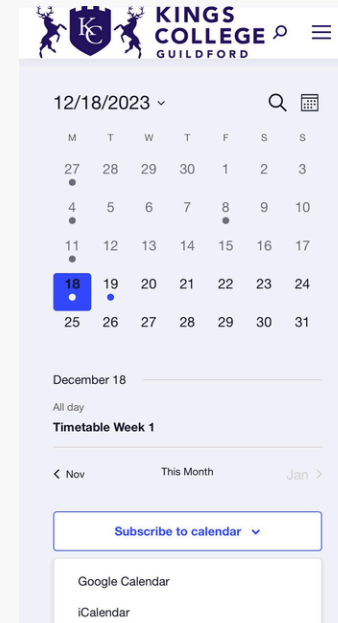 KC
KINGS
COLLEGE
GUILDFORD
12/18/2023
M T W T F S S
27 28 29 30 1 2 3
4 5 6 7 8 9 10
11 12 13 14 15 16 17
18 19 20 21 22 23 24
25 26 27 28 29 30 31
December 18
All day
Timetable Week 1
Nov This Month Jan
Subscribe to calendar
Google Calendar
iCalendar